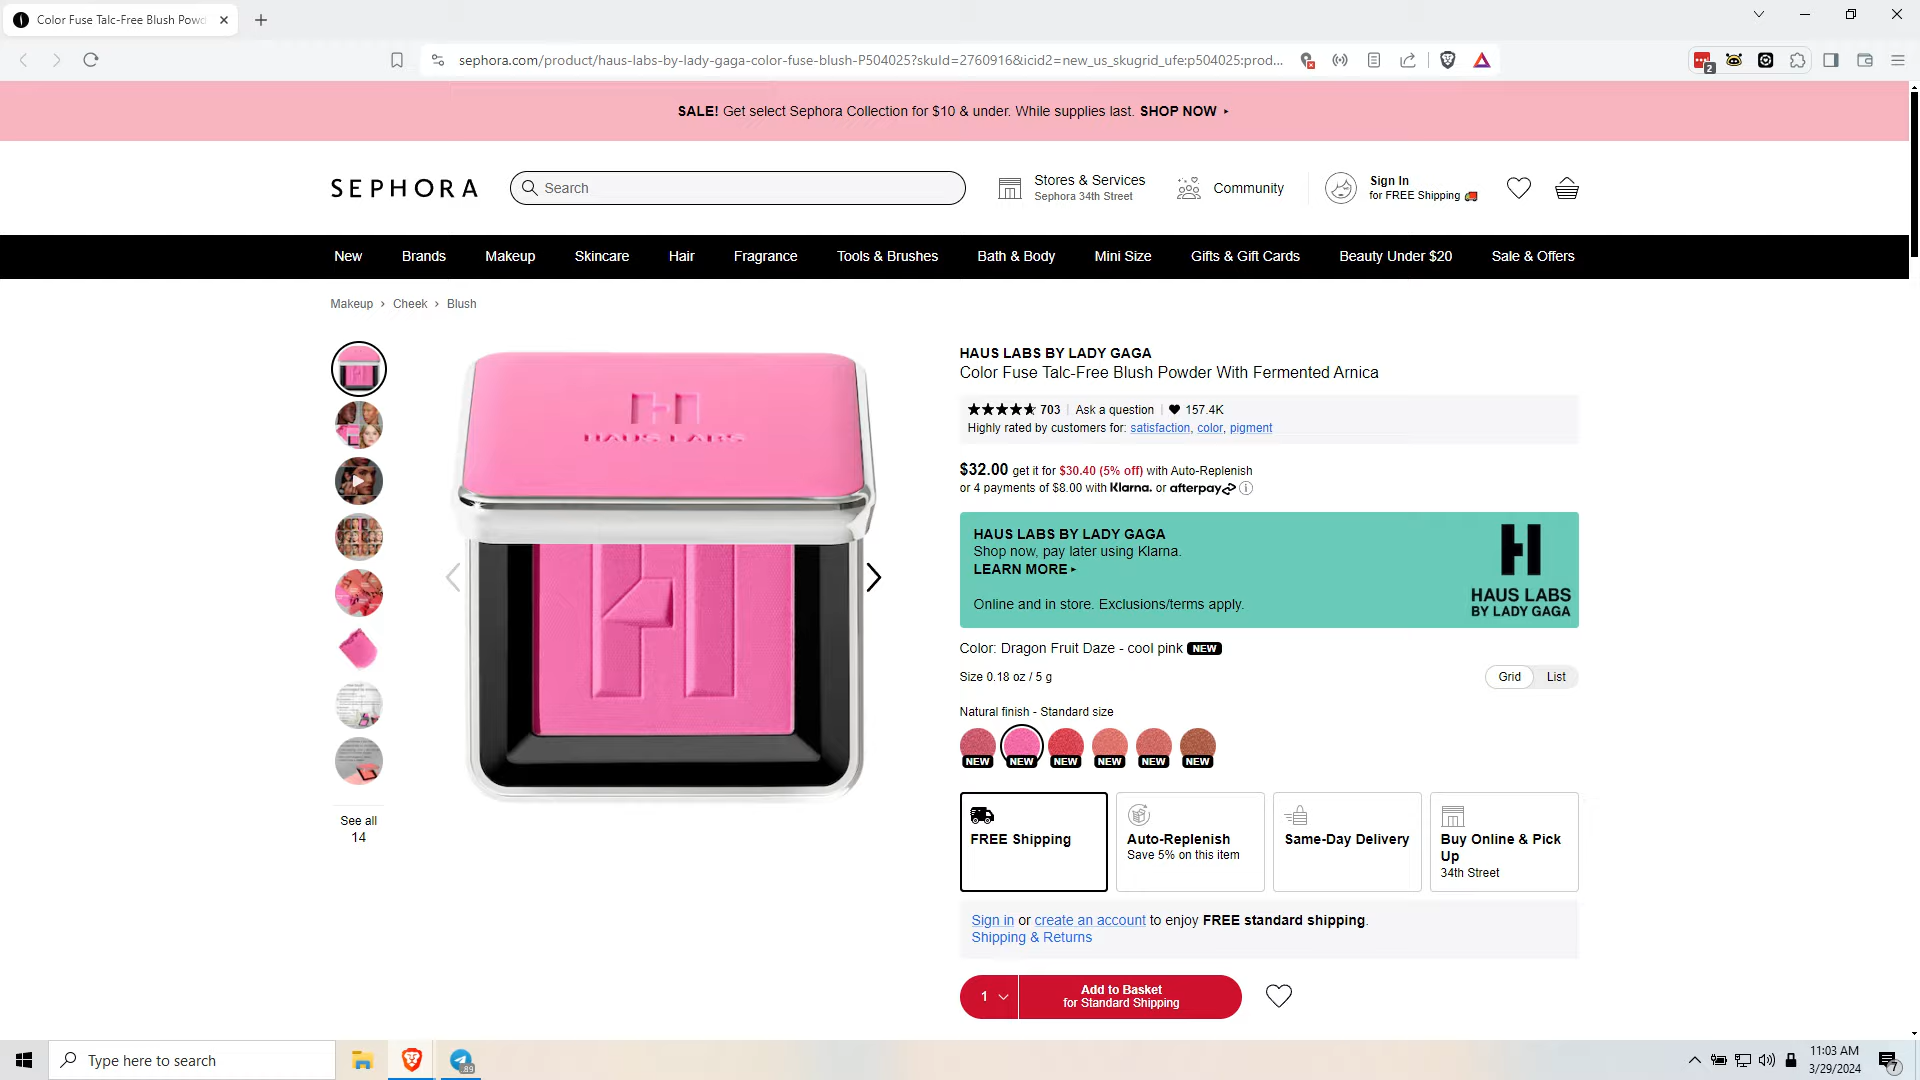 Color Fuse Talc-Free Blush Powd
sephora.com/product/haus-labs-by-lady-gaga-color-fuse-blush-P504025?skuId=2760916&icid2=new_us_skugrid_ufe:p504025:prod...
2
SALE! Get select Sephora Collection for $10 & under. While supplies last. SHOP NOW ▸
SEPHORA
Search
Stores & Services
Sephora 34th Street
Community
Sign In
for FREE Shipping
New Brands Makeup Skincare Hair Fragrance Tools & Brushes Bath & Body Mini Size Gifts & Gift Cards Beauty Under $20 Sale & Offers
Makeup › Cheek › Blush
HAUS LABS
See all
14
HAUS LABS BY LADY GAGA
Color Fuse Talc-Free Blush Powder With Fermented Arnica
703 | Ask a question | 157.4K
Highly rated by customers for: satisfaction, color, pigment
$32.00 get it for $30.40 (5% off) with Auto-Replenish
or 4 payments of $8.00 with Klarna. or afterpay
HAUS LABS BY LADY GAGA
Shop now, pay later using Klarna.
LEARN MORE ▸
Online and in store. Exclusions/terms apply.
HAUS LABS
BY LADY GAGA
Color: Dragon Fruit Daze - cool pink NEW
Size 0.18 oz / 5 g
Grid List
Natural finish - Standard size
NEW NEW NEW NEW NEW NEW
FREE Shipping
Auto-Replenish
Save 5% on this item
Same-Day Delivery
Buy Online & Pick
Up
34th Street
Sign in or create an account to enjoy FREE standard shipping.
Shipping & Returns
1
Add to Basket
for Standard Shipping
Type here to search
89
11:03 AM
3/29/2024
7